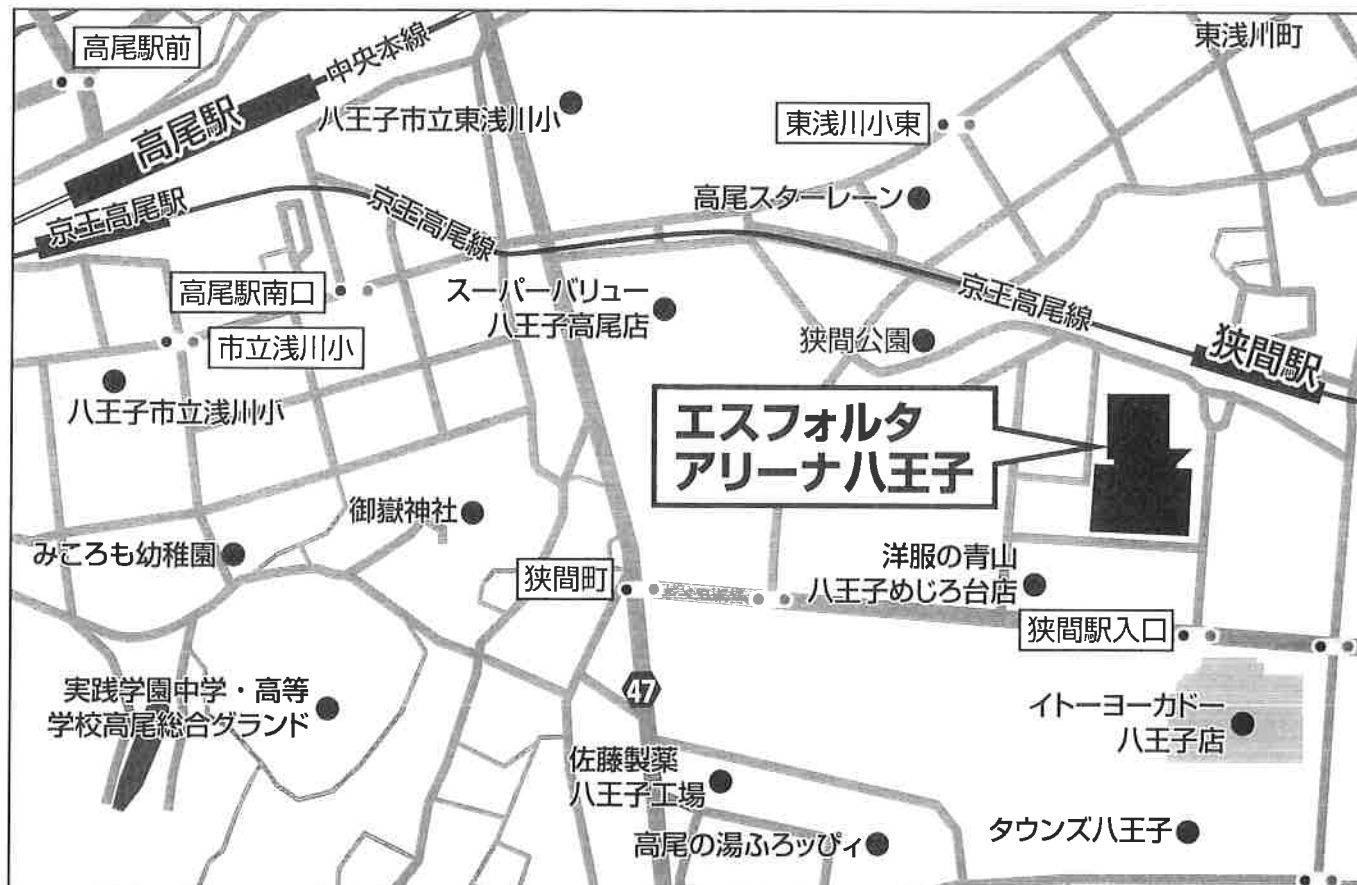 高尾駅前
中央本線
東浅川町
高尾駅
八王子市立東浅川小
東浅川小東
京王高尾駅
京王高尾線
高尾スターレーン
高尾駅南口
スーパーバリュー
八王子高尾店
京王高尾線
市立浅川小
狭間公園
狭間駅
八王子市立浅川小
エスフォルタ
アリーナ八王子
御嶽神社
みころも幼稚園
狭間町
洋服の青山
八王子めじろ台店
狭間駅入口
47
実践学園中学・高等
学校高尾総合グランド
イトーヨーカドー
八王子店
佐藤製薬
八王子工場
高尾の湯ふろッぴィ
タウンズ八王子